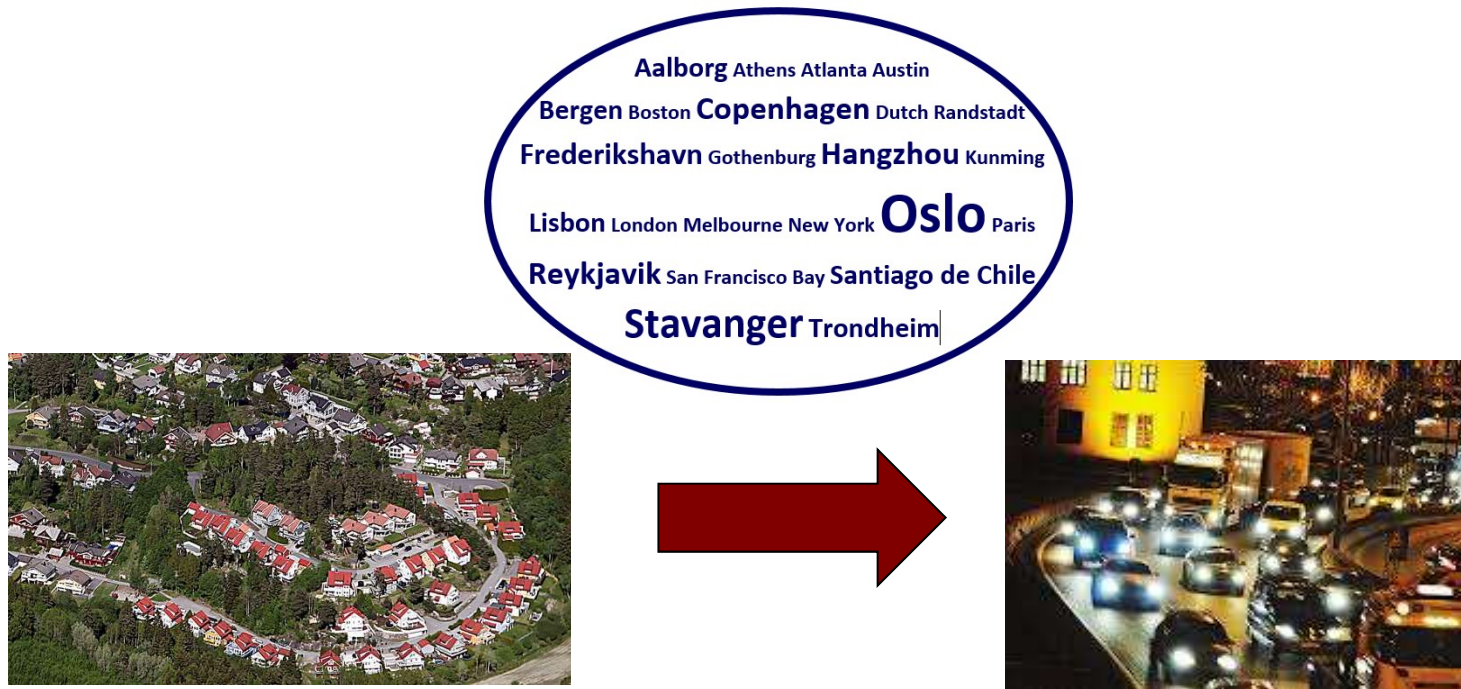 Aalborg Athens Atlanta Austin
Bergen Boston Copenhagen Dutch Randstadt
Frederikshavn Gothenburg Hangzhou Kunming
Lisbon London Melbourne New York Oslo Paris
Reykjavik San Francisco Bay Santiago de Chile
Stavanger Trondheim